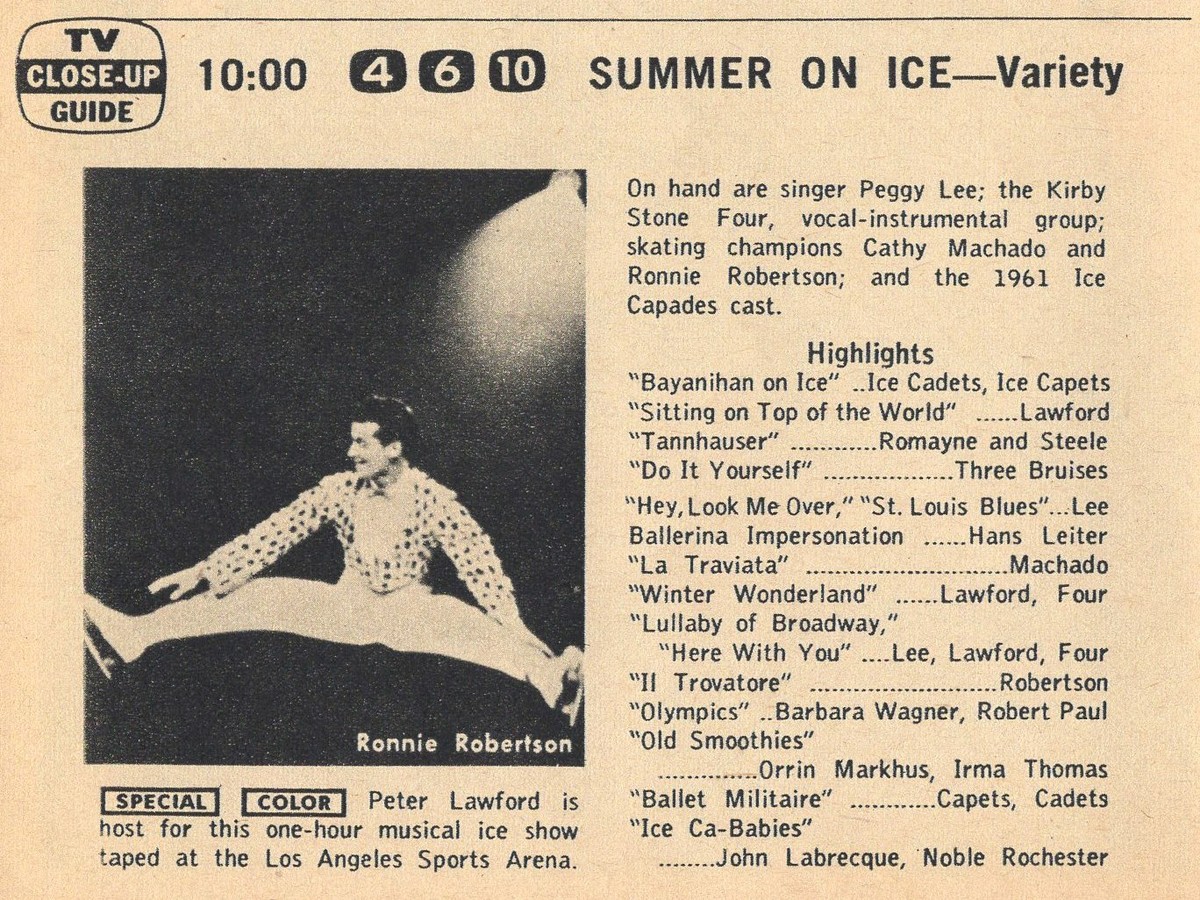 TV
CLOSE-UP
GUIDE
10:00 4 6 10 SUMMER ON ICE—Variety
Ronnie Robertson
SPECIAL COLOR Peter Lawford is
host for this one-hour musical ice show
taped at the Los Angeles Sports Arena.
On hand are singer Peggy Lee; the Kirby
Stone Four, vocal-instrumental group;
skating champions Cathy Machado and
Ronnie Robertson; and the 1961 Ice
Capades cast.
Highlights
"Bayanihan on Ice" ..Ice Cadets, Ice Capets
"Sitting on Top of the World" ......Lawford
"Tannhauser" ............Romayne and Steele
"Do It Yourself" ..................Three Bruises
"Hey, Look Me Over," "St. Louis Blues"...Lee
Ballerina Impersonation ......Hans Leiter
"La Traviata" .............................Machado
"Winter Wonderland" ......Lawford, Four
"Lullaby of Broadway,"
"Here With You" ....Lee, Lawford, Four
"Il Trovatore" ...........................Robertson
"Olympics" ..Barbara Wagner, Robert Paul
"Old Smoothies"
..............Orrin Markhus, Irma Thomas
"Ballet Militaire" ............Capets, Cadets
"Ice Ca-Babies"
........John Labrecque, Noble Rochester